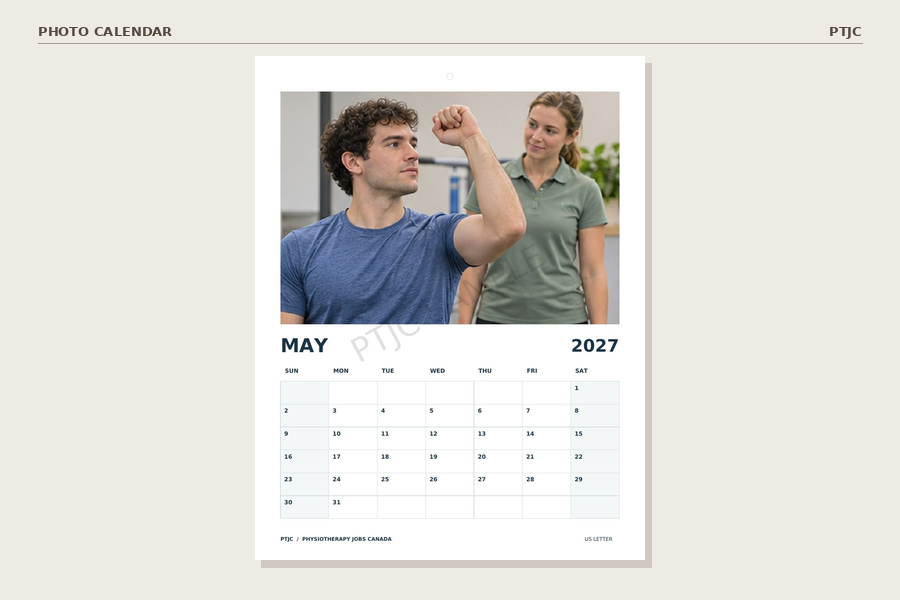 PHOTO CALENDAR PTJC
PTJC
MAY 2027
SUN MON TUE WED THU FRI SAT
1
2 3 4 5 6 7 8
9 10 11 12 13 14 15
16 17 18 19 20 21 22
23 24 25 26 27 28 29
30 31
PTJC / PHYSIOTHERAPY JOBS CANADA US LETTER